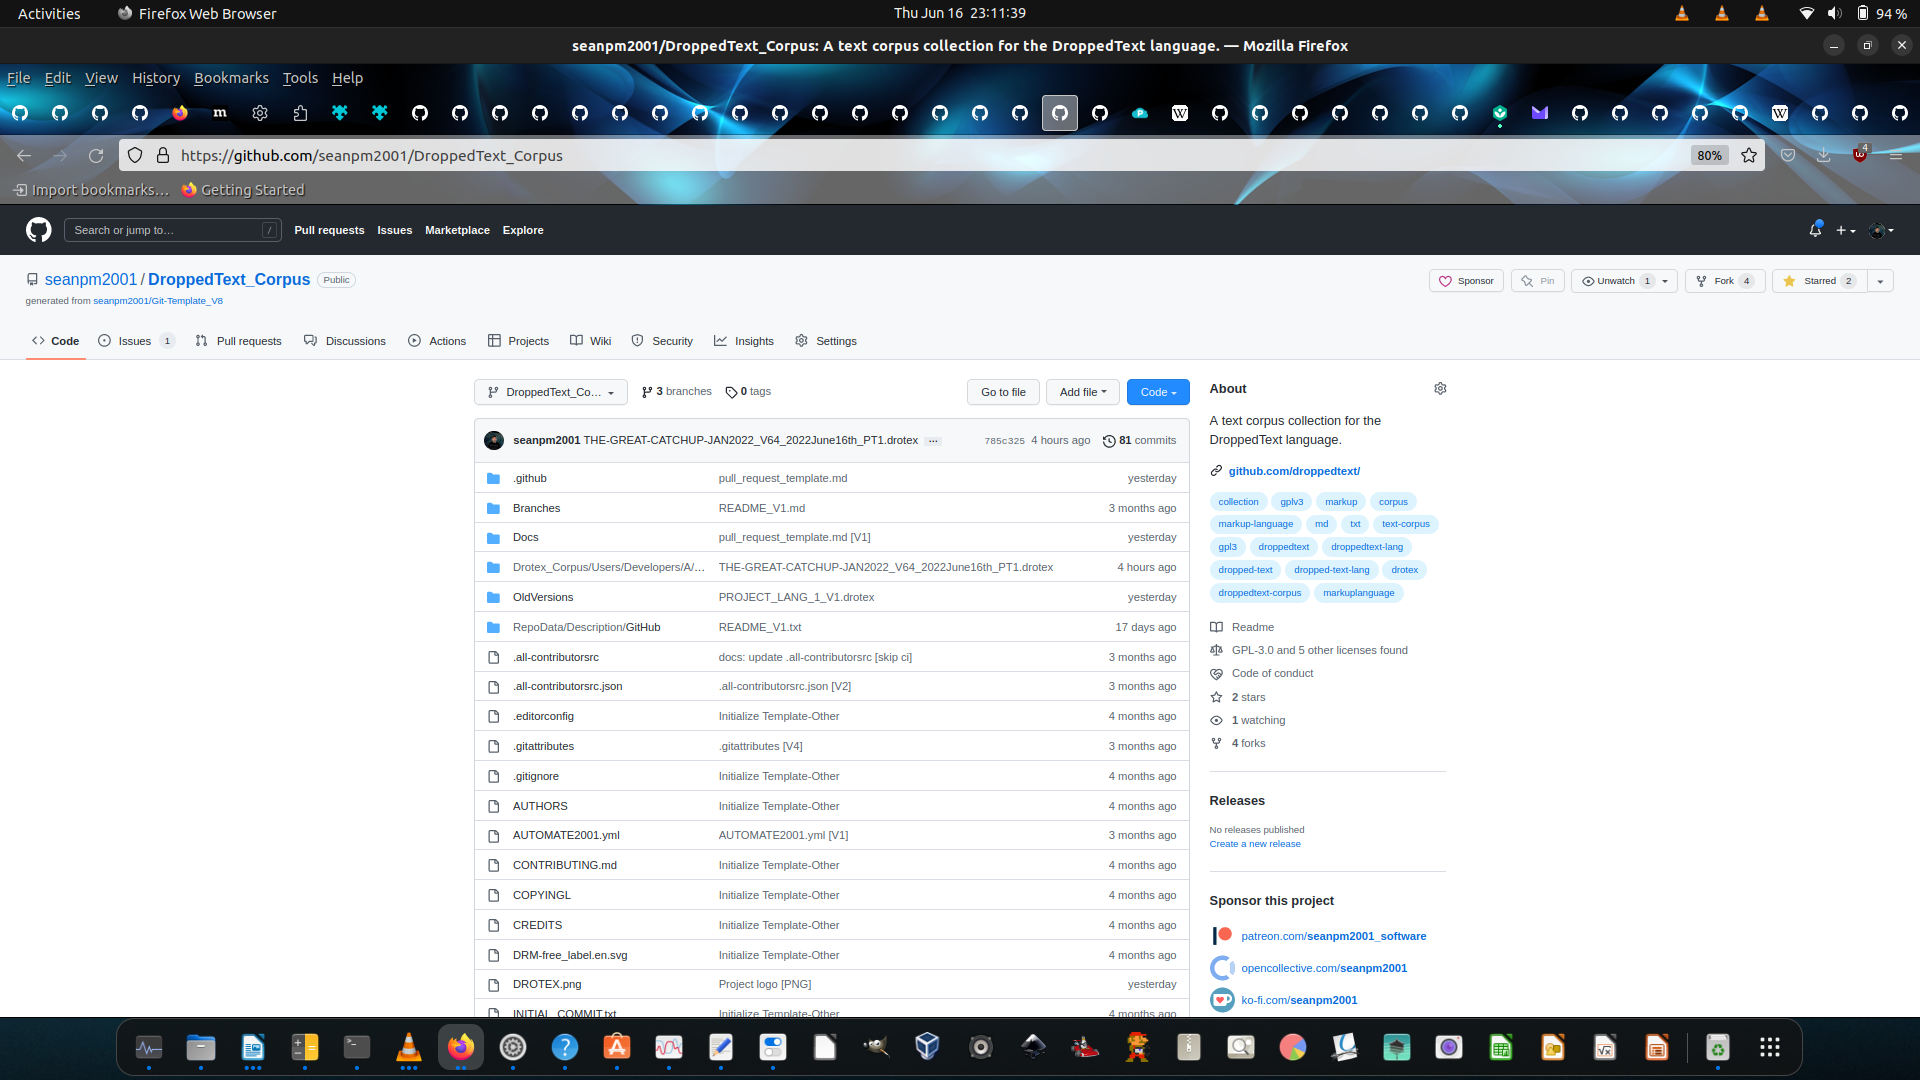 Activities
Firefox Web Browser
Thu Jun 16 23:11:39
94 %
seanpm2001/DroppedText_Corpus: A text corpus collection for the DroppedText language. — Mozilla Firefox
File Edit View History Bookmarks Tools Help
https://github.com/seanpm2001/DroppedText_Corpus
80%
4
Import bookmarks…
Getting Started
Search or jump to…
/
Pull requests Issues Marketplace Explore
seanpm2001 / DroppedText_Corpus Public
generated from seanpm2001/Git-Template_V8
Sponsor
Pin
Unwatch 1
Fork 4
Starred 2
Code
Issues 1
Pull requests
Discussions
Actions
Projects
Wiki
Security
Insights
Settings
DroppedText_Co…
3 branches
0 tags
Go to file
Add file
Code
seanpm2001 THE-GREAT-CATCHUP-JAN2022_V64_2022June16th_PT1.drotex …
785c325 4 hours ago
81 commits
.github pull_request_template.md yesterday
Branches README_V1.md 3 months ago
Docs pull_request_template.md [V1] yesterday
Drotex_Corpus/Users/Developers/A/… THE-GREAT-CATCHUP-JAN2022_V64_2022June16th_PT1.drotex 4 hours ago
OldVersions PROJECT_LANG_1_V1.drotex yesterday
RepoData/Description/GitHub README_V1.txt 17 days ago
.all-contributorsrc docs: update .all-contributorsrc [skip ci] 3 months ago
.all-contributorsrc.json .all-contributorsrc.json [V2] 3 months ago
.editorconfig Initialize Template-Other 4 months ago
.gitattributes .gitattributes [V4] 3 months ago
.gitignore Initialize Template-Other 4 months ago
AUTHORS Initialize Template-Other 4 months ago
AUTOMATE2001.yml AUTOMATE2001.yml [V1] 3 months ago
CONTRIBUTING.md Initialize Template-Other 4 months ago
COPYINGL Initialize Template-Other 4 months ago
CREDITS Initialize Template-Other 4 months ago
DRM-free_label.en.svg Initialize Template-Other 4 months ago
DROTEX.png Project logo [PNG] yesterday
INITIAL_COMMIT.txt Initialize Template-Other 4 months ago
About
A text corpus collection for the
DroppedText language.
github.com/droppedtext/
collection gplv3 markup corpus
markup-language md txt text-corpus
gpl3 droppedtext droppedtext-lang
dropped-text dropped-text-lang drotex
droppedtext-corpus markuplanguage
Readme
GPL-3.0 and 5 other licenses found
Code of conduct
2 stars
1 watching
4 forks
Releases
No releases published
Create a new release
Sponsor this project
patreon.com/seanpm2001_software
opencollective.com/seanpm2001
ko-fi.com/seanpm2001